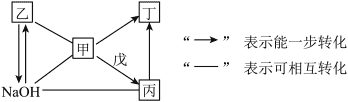 乙 丁
甲
戊
NaOH 丙
“→” 表示能一步转化
“—” 表示可相互转化